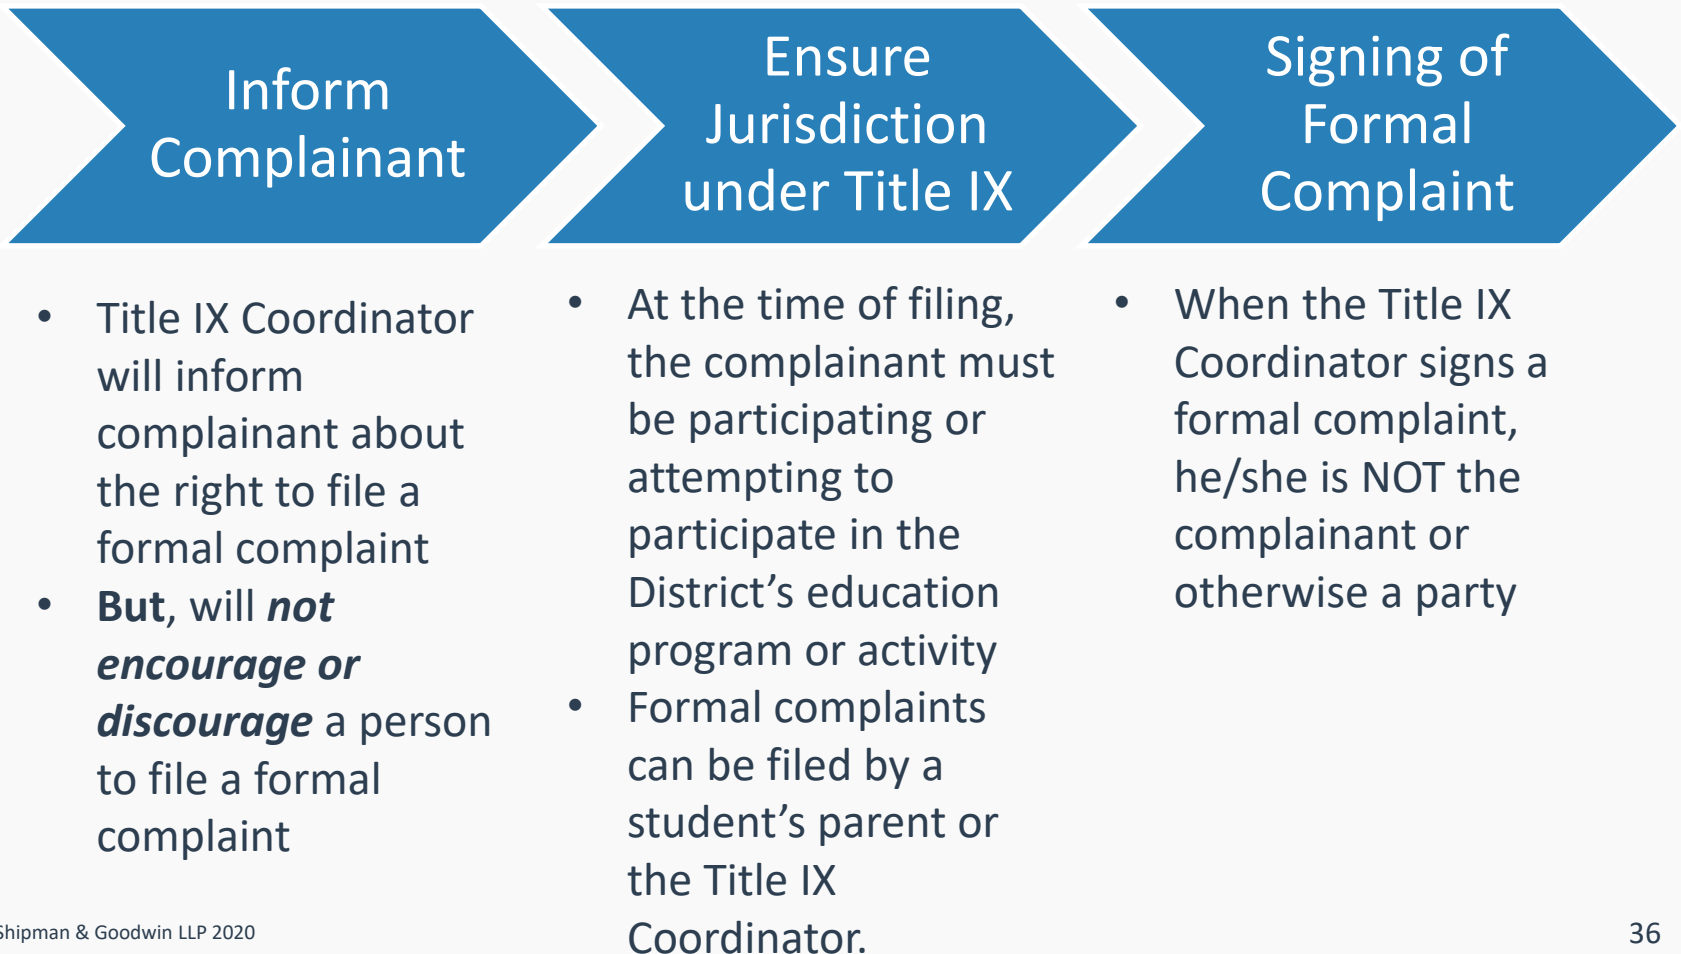 Inform
Complainant
Ensure
Jurisdiction
under Title IX
Signing of
Formal
Complaint
• Title IX Coordinator
will inform
complainant about
the right to file a
formal complaint
• But, will not
encourage or
discourage a person
to file a formal
complaint
• At the time of filing,
the complainant must
be participating or
attempting to
participate in the
District’s education
program or activity
• Formal complaints
can be filed by a
student’s parent or
the Title IX
Coordinator.
• When the Title IX
Coordinator signs a
formal complaint,
he/she is NOT the
complainant or
otherwise a party
Shipman & Goodwin LLP 2020
36